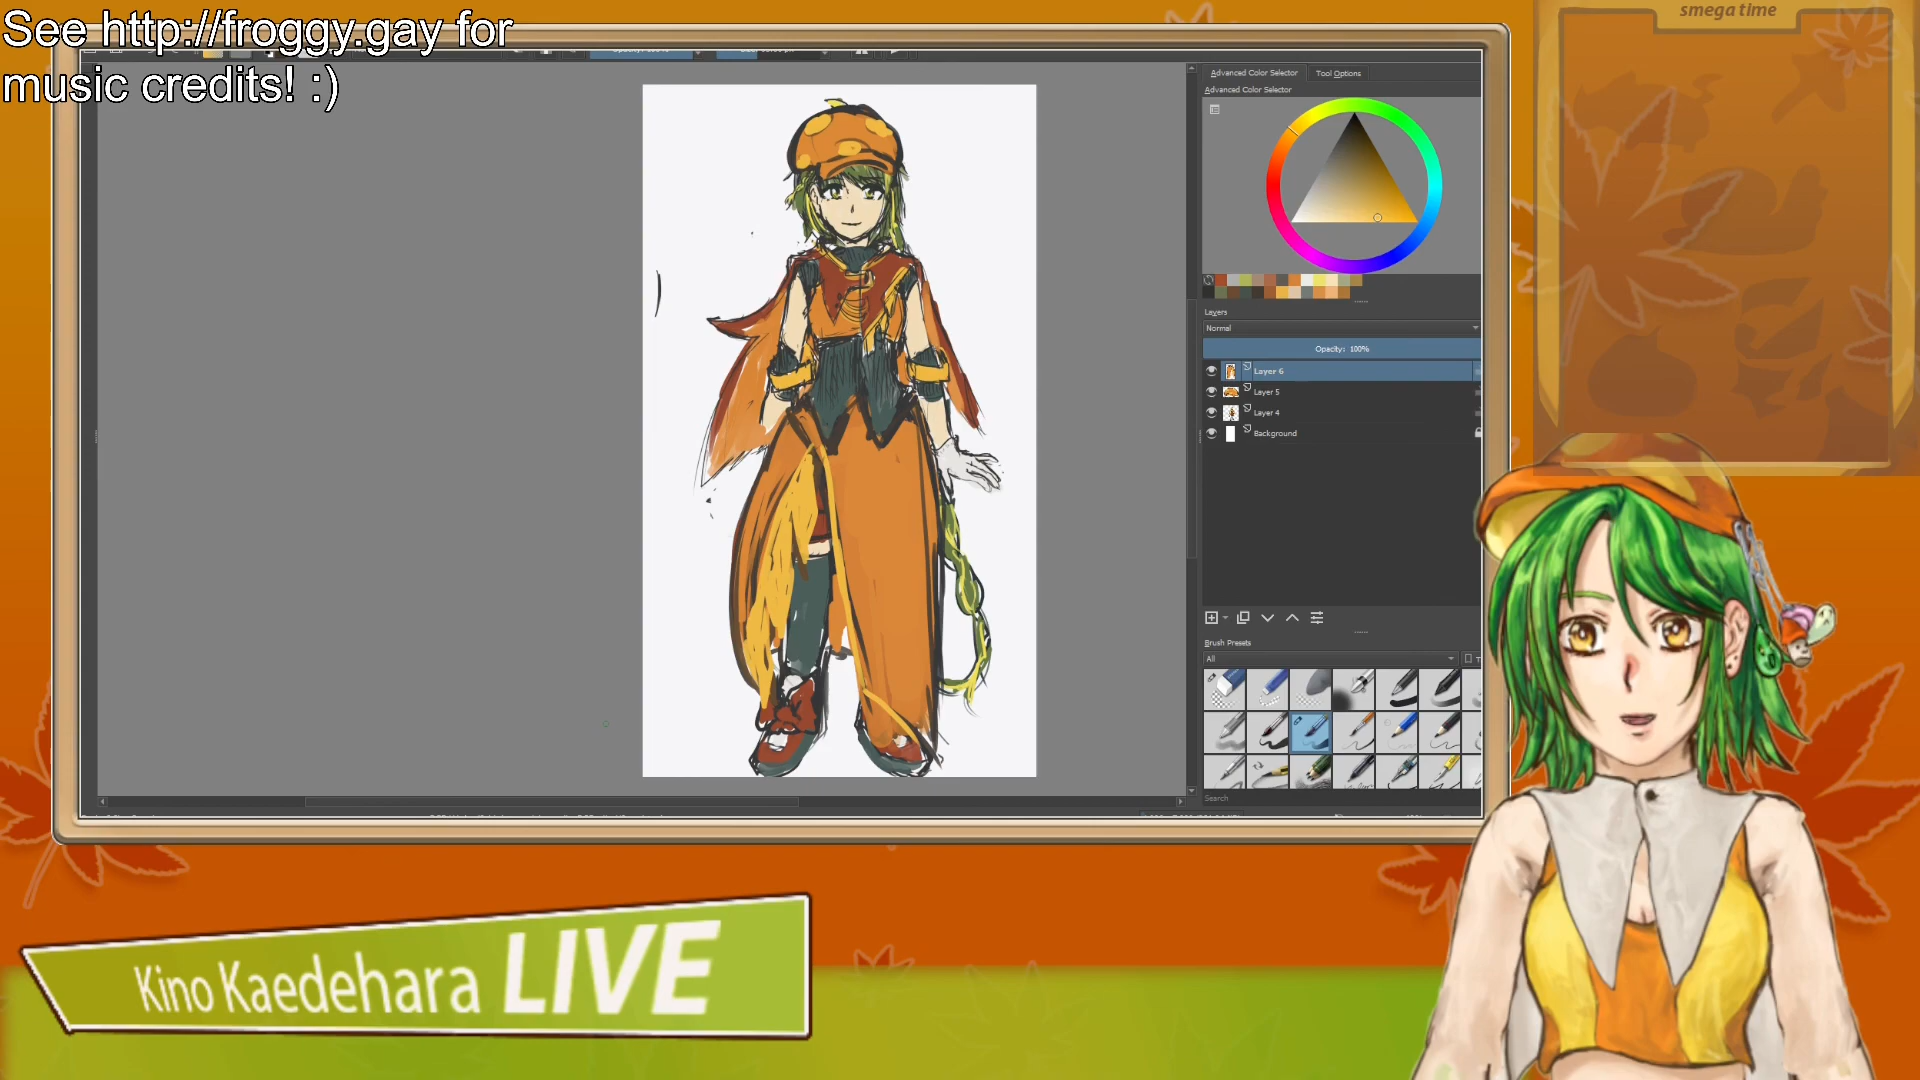 See http://froggy.gay for
music credits! :)
smega time
Advanced Color Selector
Tool Options
Advanced Color Selector
Layers
Normal
Opacity: 100%
Layer 6
Layer 5
Layer 4
Background
Brush Presets
All
Search
Kino Kaedehara LIVE